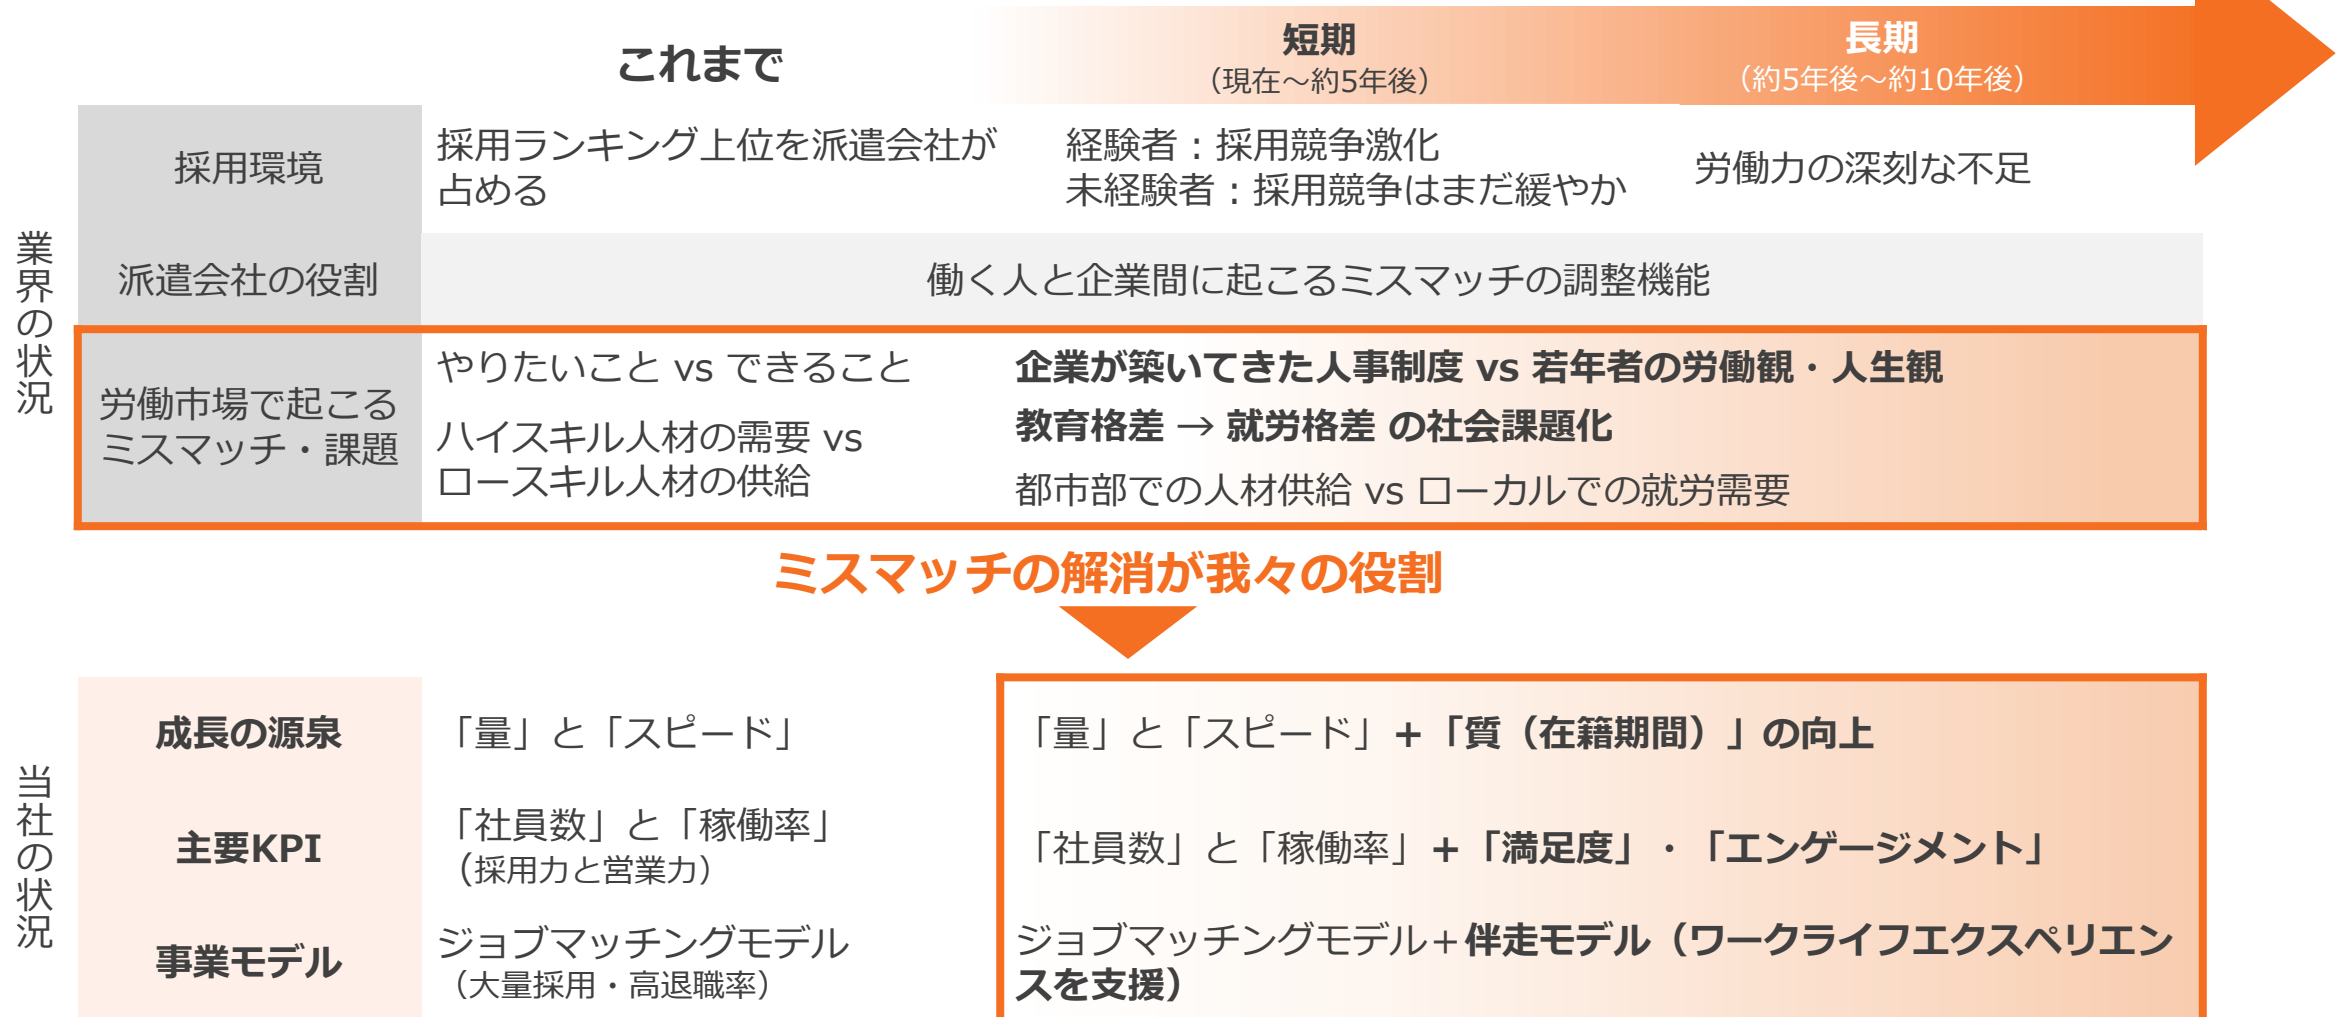 これまで
短期
（現在～約5年後）
長期
（約5年後～約10年後）
業界の状況
採用環境
採用ランキング上位を派遣会社が
占める
経験者：採用競争激化
未経験者：採用競争はまだ緩やか
労働力の深刻な不足
派遣会社の役割
働く人と企業間に起こるミスマッチの調整機能
労働市場で起こる
ミスマッチ・課題
やりたいこと vs できること
ハイスキル人材の需要 vs
ロースキル人材の供給
企業が築いてきた人事制度 vs 若年者の労働観・人生観
教育格差 → 就労格差 の社会課題化
都市部での人材供給 vs ローカルでの就労需要
ミスマッチの解消が我々の役割
当社の状況
成長の源泉
「量」と「スピード」
「量」と「スピード」+「質（在籍期間）」の向上
主要KPI
「社員数」と「稼働率」
（採用力と営業力）
「社員数」と「稼働率」+「満足度」・「エンゲージメント」
事業モデル
ジョブマッチングモデル
（大量採用・高退職率）
ジョブマッチングモデル＋伴走モデル（ワークライフエクスペリエン
スを支援）